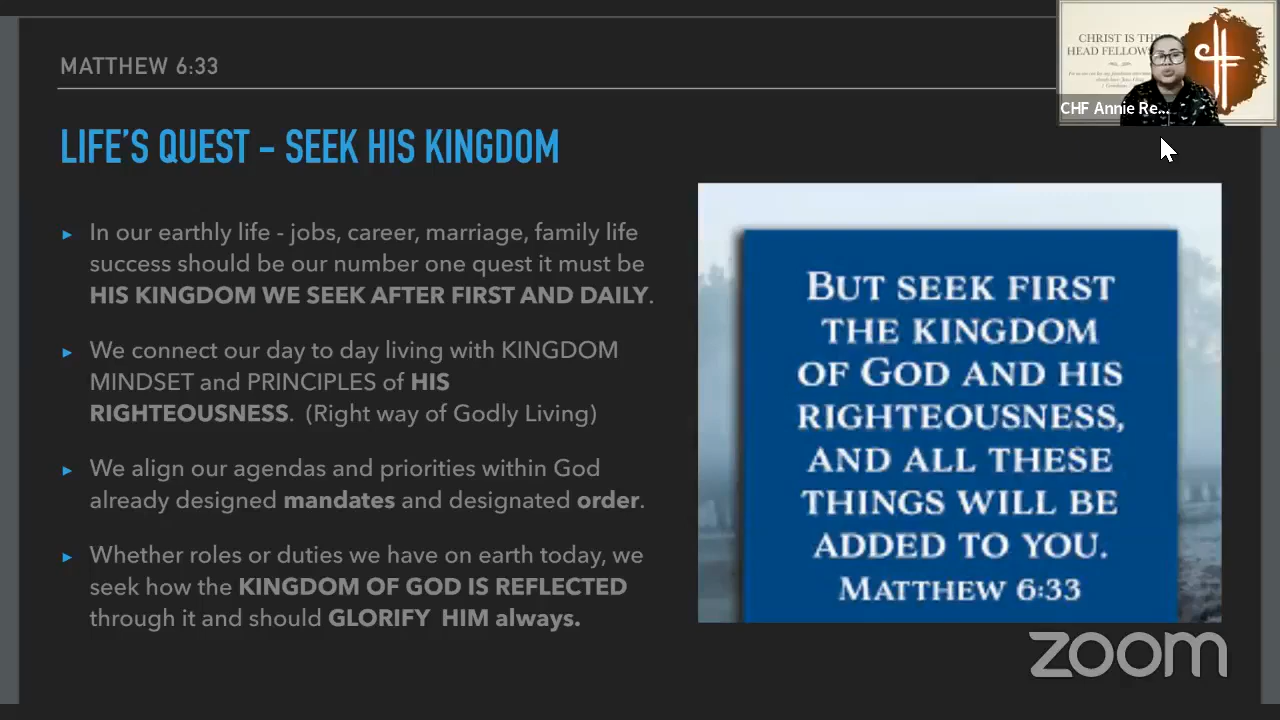 MATTHEW 6:33
LIFE'S QUEST - SEEK HIS KINGDOM
▸ In our earthly life - jobs, career, marriage, family life
success should be our number one quest it must be
HIS KINGDOM WE SEEK AFTER FIRST AND DAILY.
▸ We connect our day to day living with KINGDOM
MINDSET and PRINCIPLES of HIS
RIGHTEOUSNESS. (Right way of Godly Living)
▸ We align our agendas and priorities within God
already designed mandates and designated order.
▸ Whether roles or duties we have on earth today, we
seek how the KINGDOM OF GOD IS REFLECTED
through it and should GLORIFY HIM always.
BUT SEEK FIRST
THE KINGDOM
OF GOD AND HIS
RIGHTEOUSNESS,
AND ALL THESE
THINGS WILL BE
ADDED TO YOU.
MATTHEW 6:33
CHRIST IS THE
HEAD FELLOWS
CHF Annie Re...
zoom